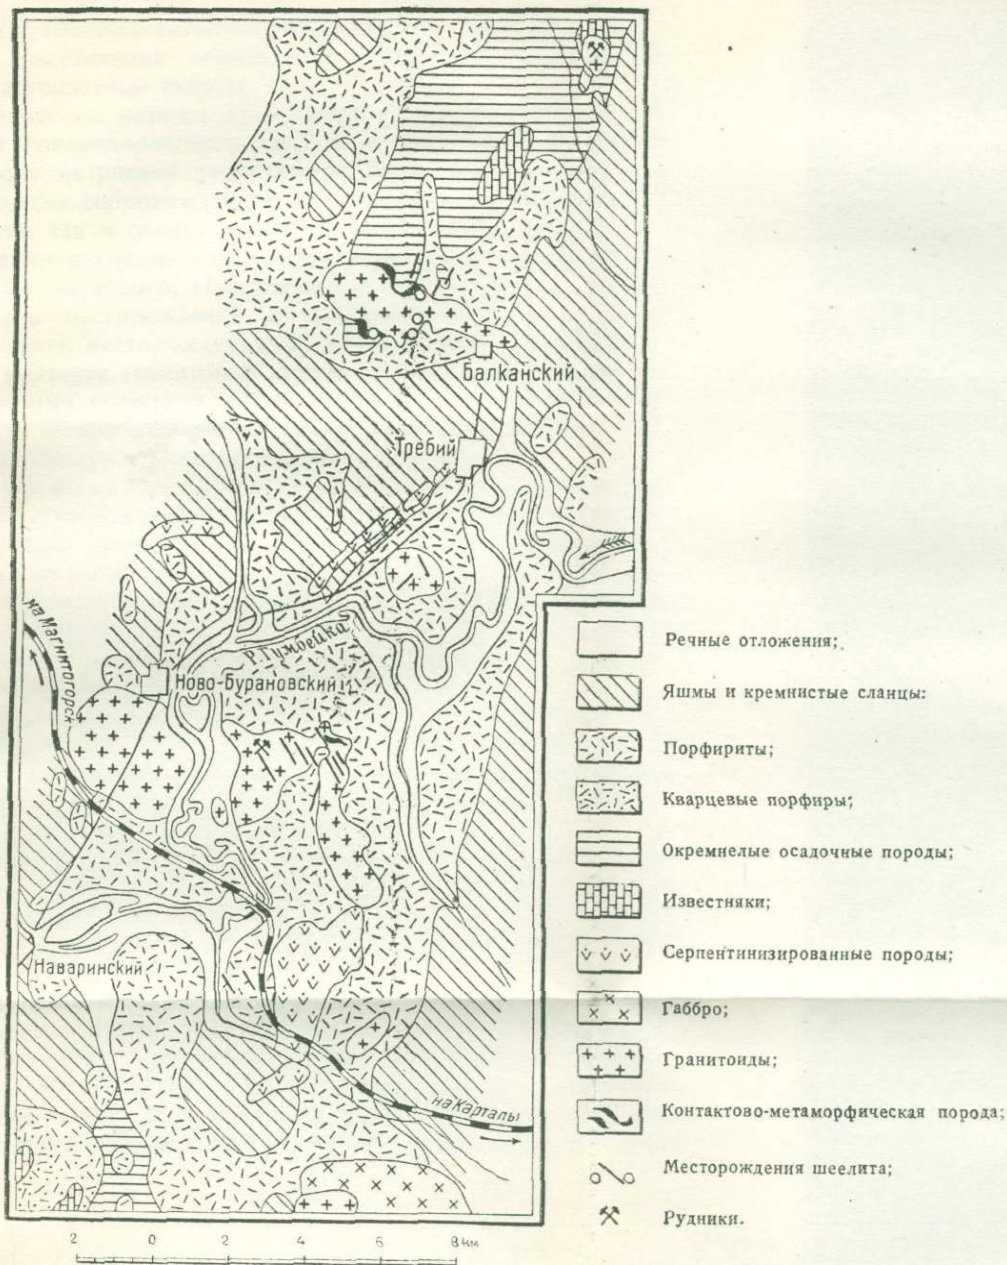 Балканский
Требий
на Магнитогорск
Р. Гумбейка
Ново-Бурановский
Наваринский
на Карталы
Речные отложения;
Яшмы и кремнистые сланцы:
Порфириты;
Кварцевые порфиры;
Окремнелые осадочные породы;
Известняки;
Серпентинизированные породы;
Габбро;
Гранитоиды;
Контактово-метаморфическая порода;
Месторождения шеелита;
Рудники.
2 0 2 4 6 8 км